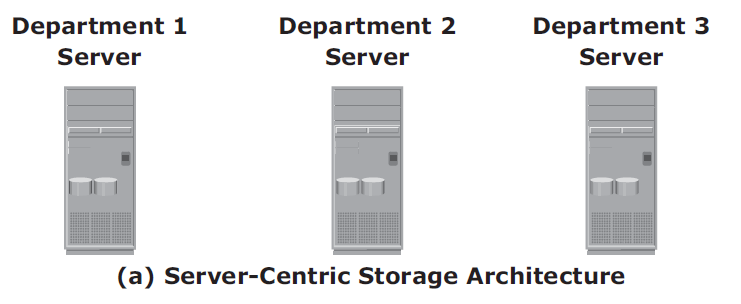 Department 1
Server
Department 2
Server
Department 3
Server
(a) Server-Centric Storage Architecture